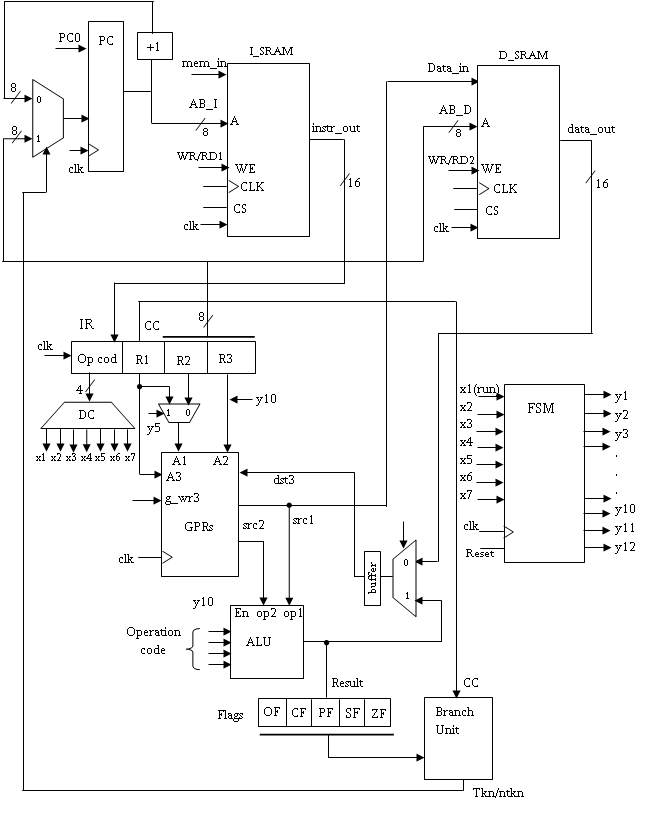 I_SRAM
D_SRAM
PC0
PC
+1
mem_in
Data_in
8
0
AB_I
8
A
instr_out
AB_D
8
A
data_out
8
1
WR/RD1
WE
WR/RD2
WE
clk
CLK
16
CLK
16
CS
CS
clk
clk
IR
CC
8
clk
Op cod
R1
R2
R3
4
y10
DC
1
0
y5
x1
x2
x3
x4
x5
x6
x7
A1
A2
A3
dst3
g_wr3
GPRs
src1
src2
clk
x1(run)
x2
x3
x4
x5
x6
x7
clk
Reset
FSM
y1
y2
y3
.
.
.
y10
y11
y12
buffer
0
1
y10
En
op2
op1
ALU
Operation
code
Result
Flags
OF
CF
PF
SF
ZF
CC
Branch
Unit
Tkn/ntkn